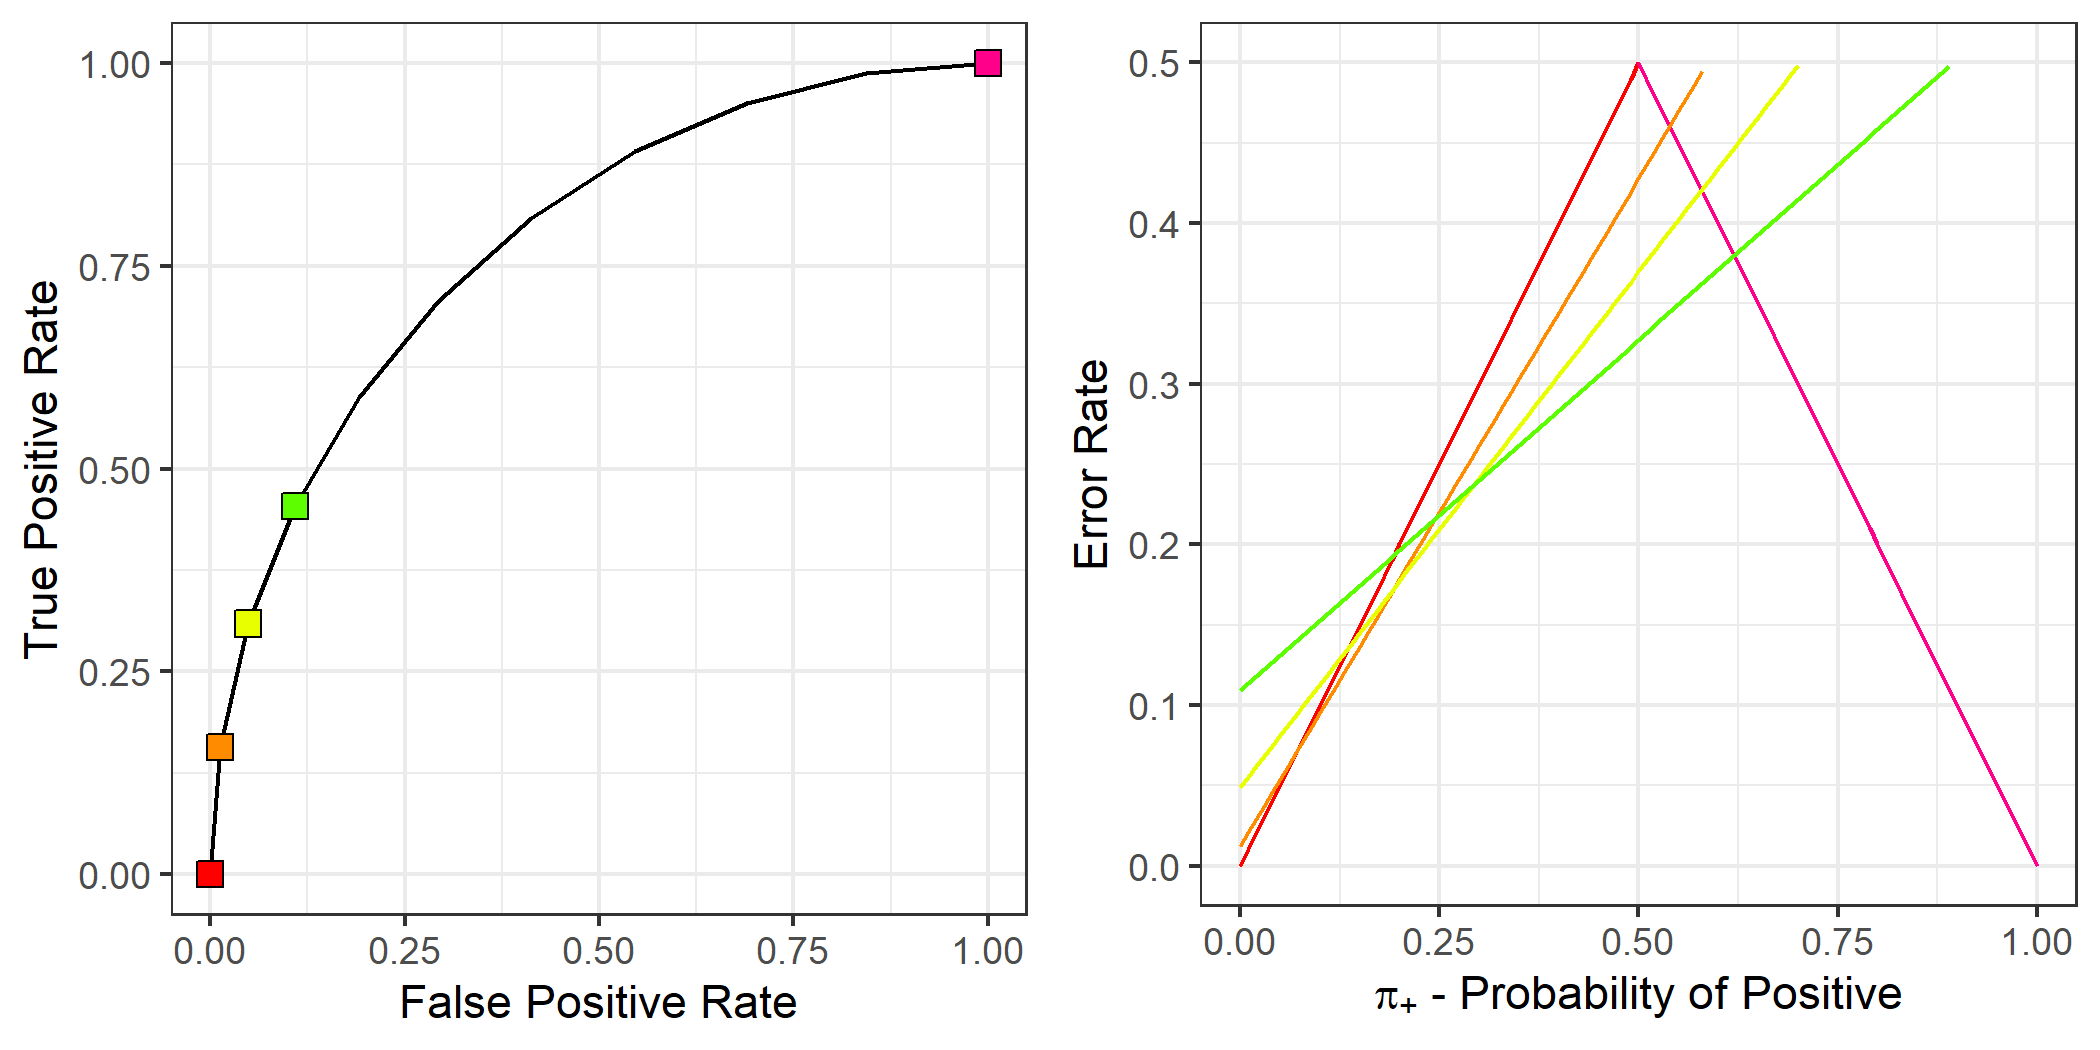 True Positive Rate
1.00
0.75
0.50
0.25
0.00
0.00 0.25 0.50 0.75 1.00
False Positive Rate
Error Rate
0.5
0.4
0.3
0.2
0.1
0.0
0.00 0.25 0.50 0.75 1.00
π₊ - Probability of Positive